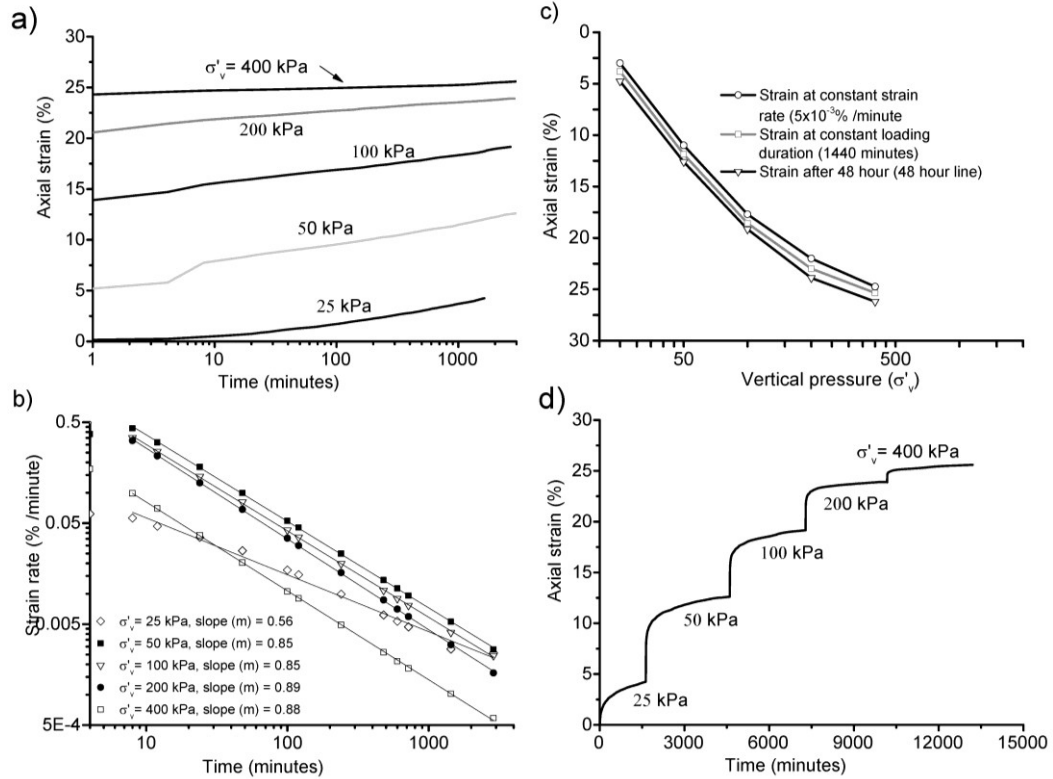 a)
30
25
20
15
10
5
0
Axial strain (%)
σ'v= 400 kPa
200 kPa
100 kPa
50 kPa
25 kPa
1
10
100
1000
Time (minutes)
c)
0
5
10
15
20
25
30
Axial strain (%)
Strain at constant strain
rate (5x10-3% /minute
Strain at constant loading
duration (1440 minutes)
Strain after 48 hour (48 hour line)
50
500
Vertical pressure (σ'v)
b)
0.5
0.05
0.005
5E-4
Strain rate (% /minute)
σ'v= 25 kPa, slope (m) = 0.56
σ'v= 50 kPa, slope (m) = 0.85
σ'v= 100 kPa, slope (m) = 0.85
σ'v= 200 kPa, slope (m) = 0.89
σ'v= 400 kPa, slope (m) = 0.88
10
100
1000
Time (minutes)
d)
30
25
20
15
10
5
0
Axial strain (%)
σ'v= 400 kPa
200 kPa
100 kPa
50 kPa
25 kPa
0
3000
6000
9000
12000
15000
Time (minutes)